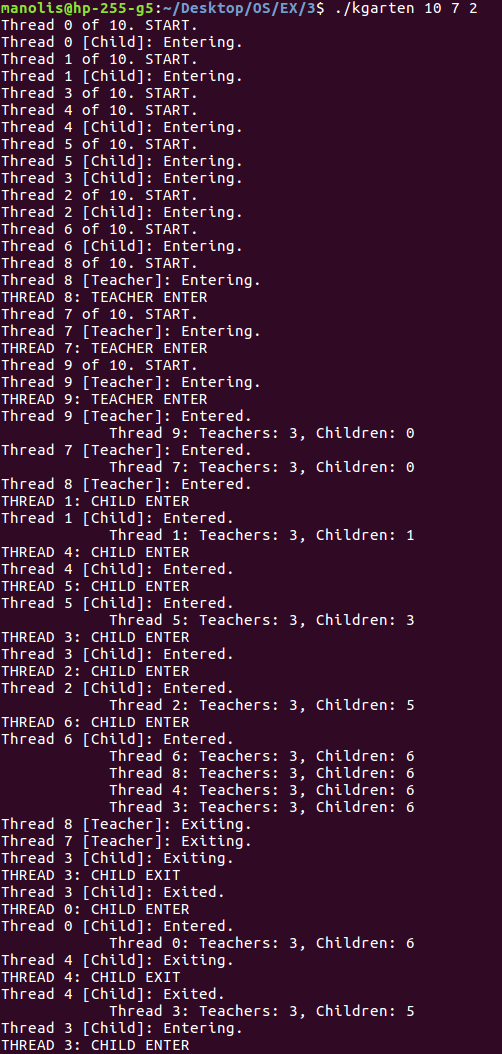 manolis@hp-255-g5:~/Desktop/OS/EX/3$ ./kgarten 10 7 2
Thread 0 of 10. START.
Thread 0 [Child]: Entering.
Thread 1 of 10. START.
Thread 1 [Child]: Entering.
Thread 3 of 10. START.
Thread 4 of 10. START.
Thread 4 [Child]: Entering.
Thread 5 of 10. START.
Thread 5 [Child]: Entering.
Thread 3 [Child]: Entering.
Thread 2 of 10. START.
Thread 2 [Child]: Entering.
Thread 6 of 10. START.
Thread 6 [Child]: Entering.
Thread 8 of 10. START.
Thread 8 [Teacher]: Entering.
THREAD 8: TEACHER ENTER
Thread 7 of 10. START.
Thread 7 [Teacher]: Entering.
THREAD 7: TEACHER ENTER
Thread 9 of 10. START.
Thread 9 [Teacher]: Entering.
THREAD 9: TEACHER ENTER
Thread 9 [Teacher]: Entered.
            Thread 9: Teachers: 3, Children: 0
Thread 7 [Teacher]: Entered.
            Thread 7: Teachers: 3, Children: 0
Thread 8 [Teacher]: Entered.
THREAD 1: CHILD ENTER
Thread 1 [Child]: Entered.
            Thread 1: Teachers: 3, Children: 1
THREAD 4: CHILD ENTER
Thread 4 [Child]: Entered.
THREAD 5: CHILD ENTER
Thread 5 [Child]: Entered.
            Thread 5: Teachers: 3, Children: 3
THREAD 3: CHILD ENTER
Thread 3 [Child]: Entered.
THREAD 2: CHILD ENTER
Thread 2 [Child]: Entered.
            Thread 2: Teachers: 3, Children: 5
THREAD 6: CHILD ENTER
Thread 6 [Child]: Entered.
            Thread 6: Teachers: 3, Children: 6
            Thread 8: Teachers: 3, Children: 6
            Thread 4: Teachers: 3, Children: 6
            Thread 3: Teachers: 3, Children: 6
Thread 8 [Teacher]: Exiting.
Thread 7 [Teacher]: Exiting.
Thread 3 [Child]: Exiting.
THREAD 3: CHILD EXIT
Thread 3 [Child]: Exited.
THREAD 0: CHILD ENTER
Thread 0 [Child]: Entered.
            Thread 0: Teachers: 3, Children: 6
Thread 4 [Child]: Exiting.
THREAD 4: CHILD EXIT
Thread 4 [Child]: Exited.
            Thread 3: Teachers: 3, Children: 5
Thread 3 [Child]: Entering.
THREAD 3: CHILD ENTER